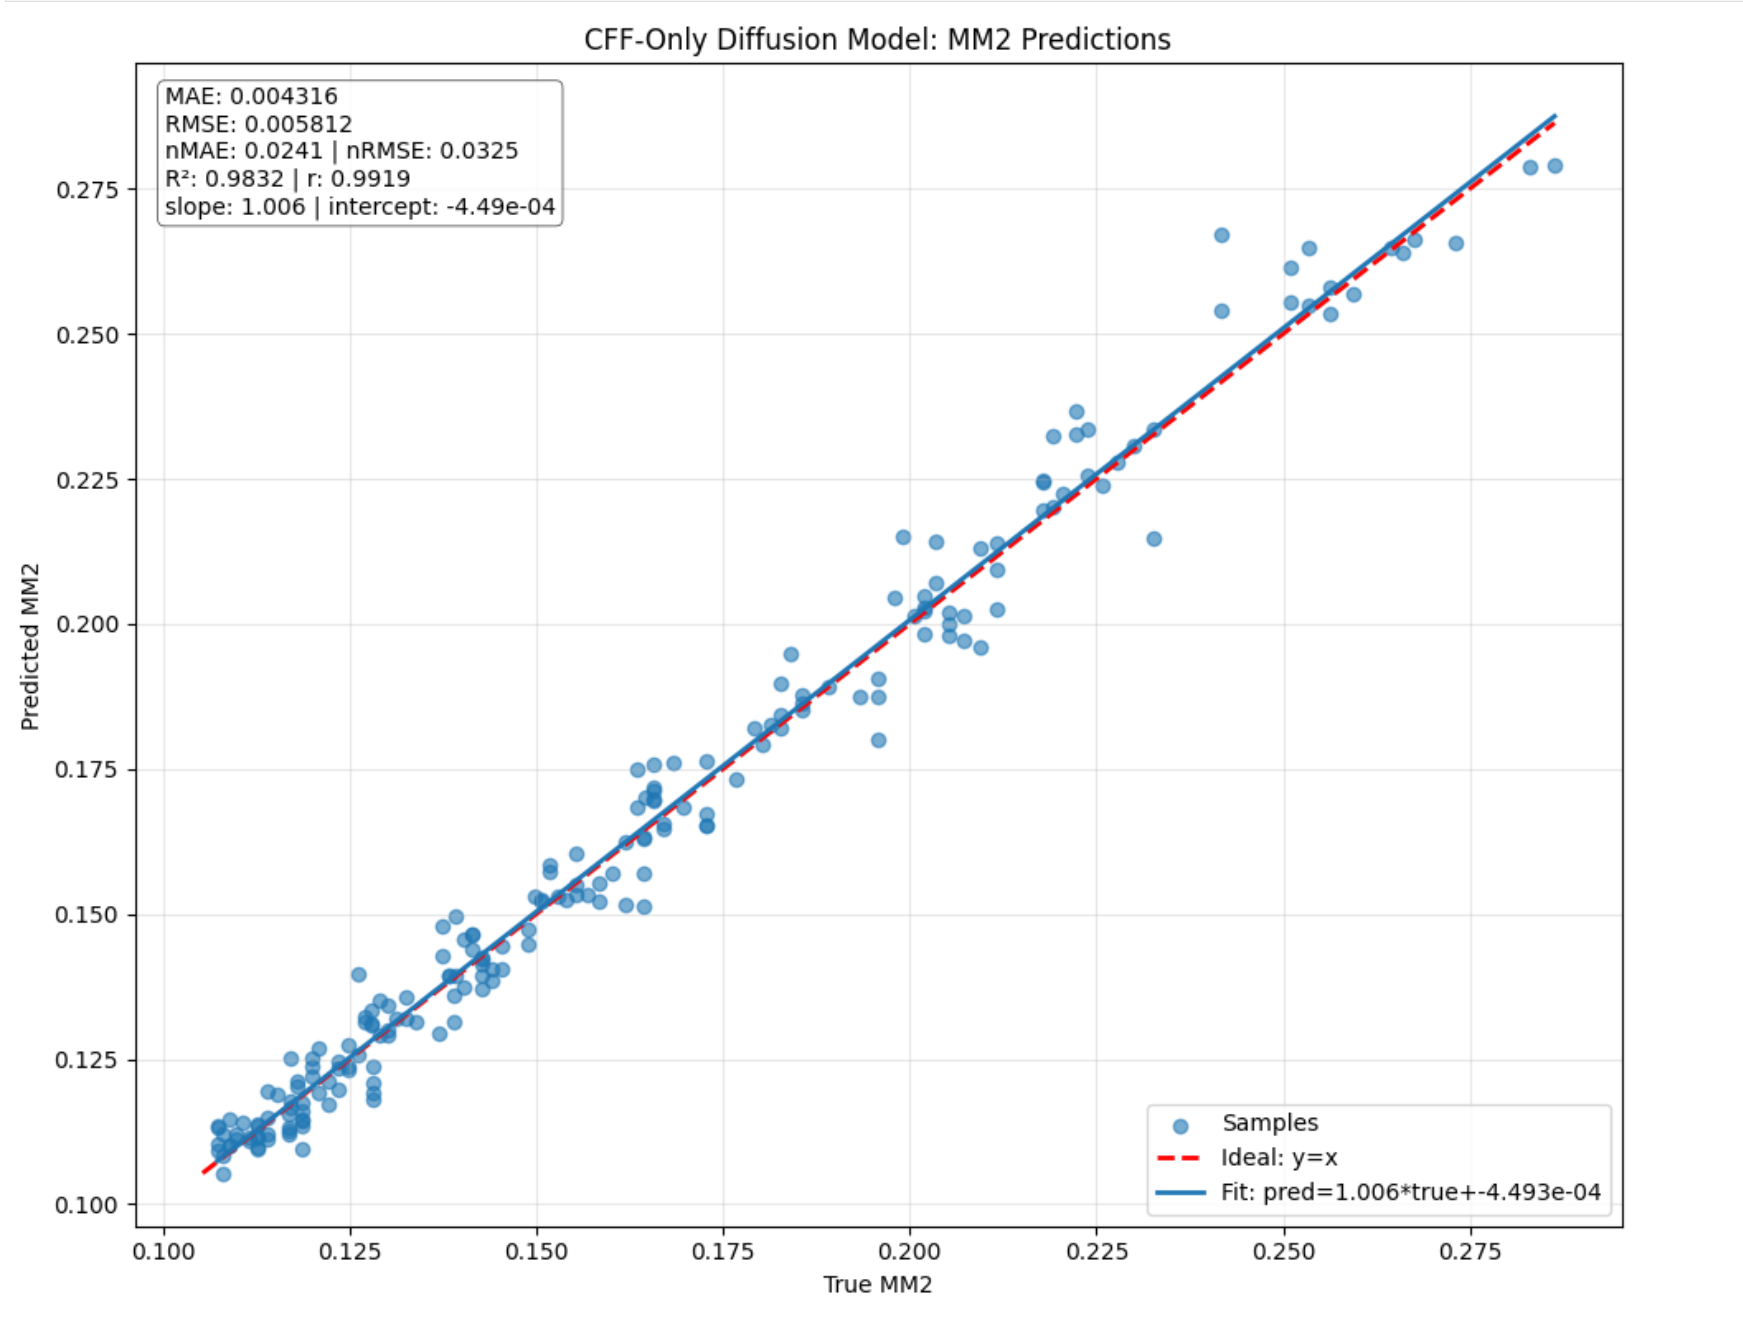 CFF-Only Diffusion Model: MM2 Predictions
MAE: 0.004316
RMSE: 0.005812
nMAE: 0.0241 | nRMSE: 0.0325
R²: 0.9832 | r: 0.9919
slope: 1.006 | intercept: -4.49e-04
Predicted MM2
0.275
0.250
0.225
0.200
0.175
0.150
0.125
0.100
Samples
Ideal: y=x
Fit: pred=1.006*true+-4.493e-04
0.100 0.125 0.150 0.175 0.200 0.225 0.250 0.275
True MM2